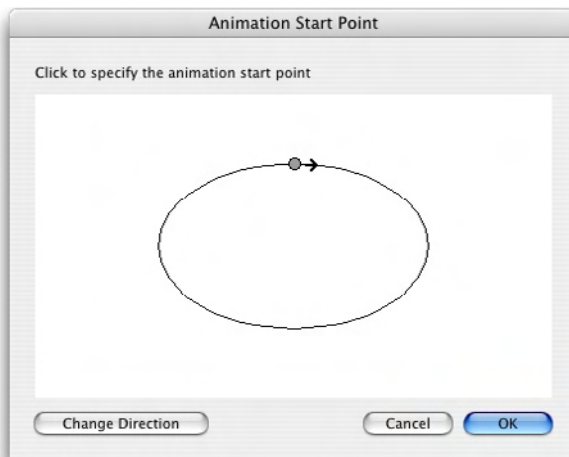 Animation Start Point
Click to specify the animation start point
Change Direction
Cancel
OK